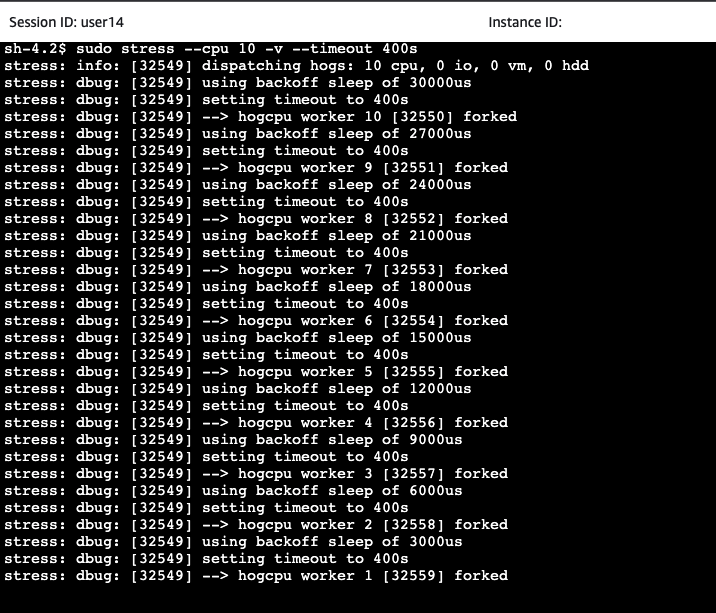 Session ID: user14 Instance ID:
sh-4.2$ sudo stress --cpu 10 -v --timeout 400s
stress: info: [32549] dispatching hogs: 10 cpu, 0 io, 0 vm, 0 hdd
stress: dbug: [32549] using backoff sleep of 30000us
stress: dbug: [32549] setting timeout to 400s
stress: dbug: [32549] --> hogcpu worker 10 [32550] forked
stress: dbug: [32549] using backoff sleep of 27000us
stress: dbug: [32549] setting timeout to 400s
stress: dbug: [32549] --> hogcpu worker 9 [32551] forked
stress: dbug: [32549] using backoff sleep of 24000us
stress: dbug: [32549] setting timeout to 400s
stress: dbug: [32549] --> hogcpu worker 8 [32552] forked
stress: dbug: [32549] using backoff sleep of 21000us
stress: dbug: [32549] setting timeout to 400s
stress: dbug: [32549] --> hogcpu worker 7 [32553] forked
stress: dbug: [32549] using backoff sleep of 18000us
stress: dbug: [32549] setting timeout to 400s
stress: dbug: [32549] --> hogcpu worker 6 [32554] forked
stress: dbug: [32549] using backoff sleep of 15000us
stress: dbug: [32549] setting timeout to 400s
stress: dbug: [32549] --> hogcpu worker 5 [32555] forked
stress: dbug: [32549] using backoff sleep of 12000us
stress: dbug: [32549] setting timeout to 400s
stress: dbug: [32549] --> hogcpu worker 4 [32556] forked
stress: dbug: [32549] using backoff sleep of 9000us
stress: dbug: [32549] setting timeout to 400s
stress: dbug: [32549] --> hogcpu worker 3 [32557] forked
stress: dbug: [32549] using backoff sleep of 6000us
stress: dbug: [32549] setting timeout to 400s
stress: dbug: [32549] --> hogcpu worker 2 [32558] forked
stress: dbug: [32549] using backoff sleep of 3000us
stress: dbug: [32549] setting timeout to 400s
stress: dbug: [32549] --> hogcpu worker 1 [32559] forked